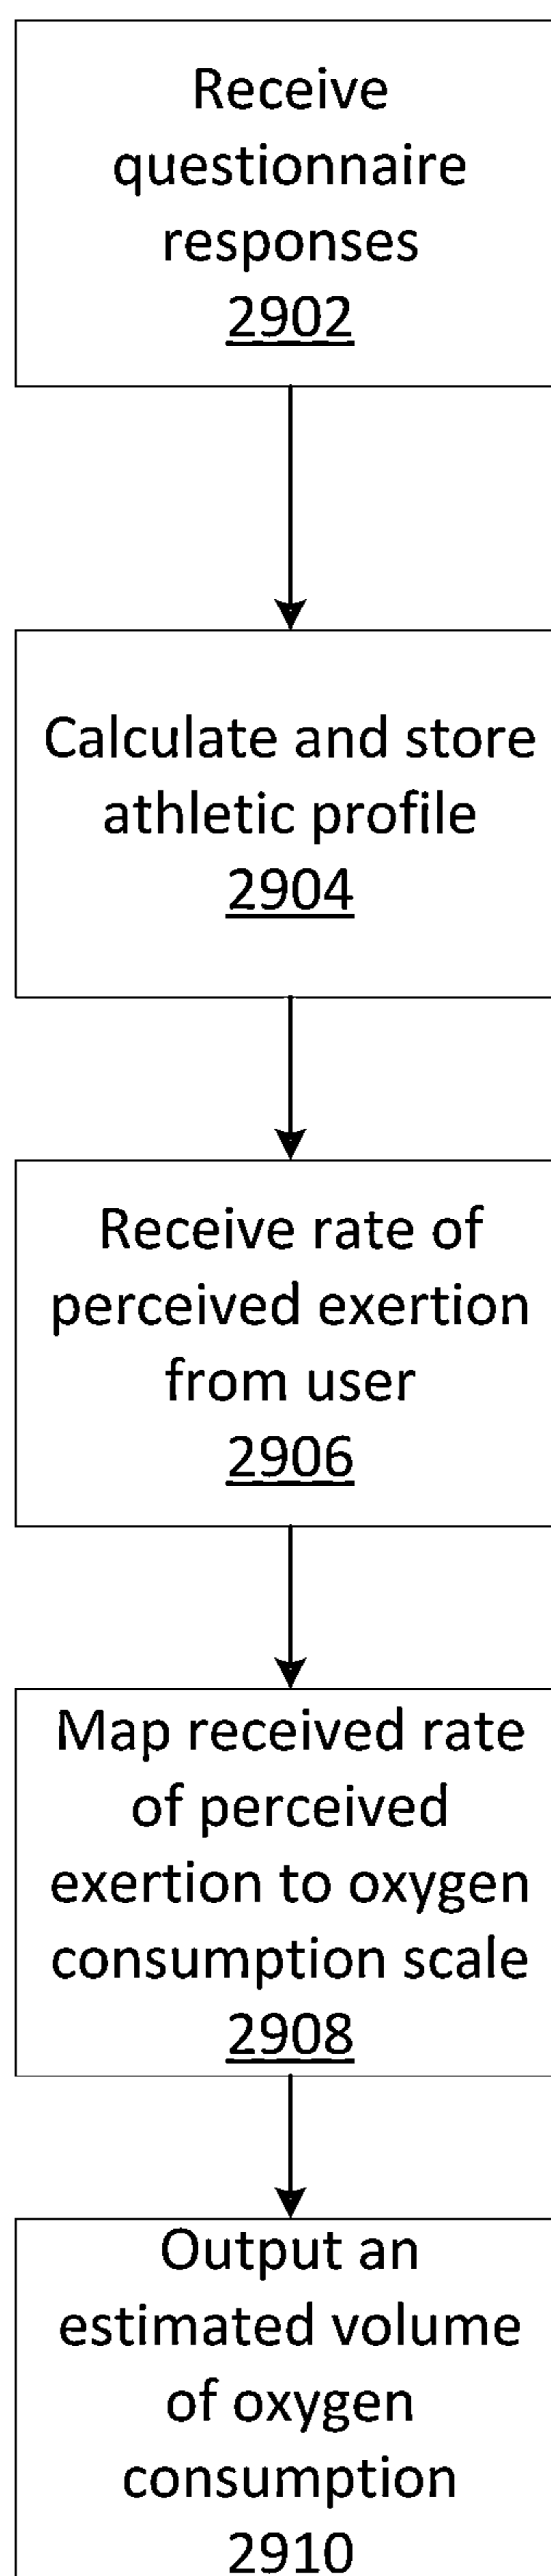 Receive
questionnaire
responses
2902
Calculate and store
athletic profile
2904
Receive rate of
perceived exertion
from user
2906
Map received rate
of perceived
exertion to oxygen
consumption scale
2908
Output an
estimated volume
of oxygen
consumption
2910